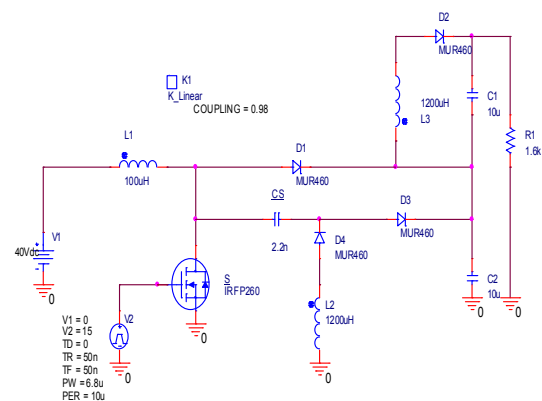 D2
MUR460
K1
K_Linear
COUPLING = 0.98
1200uH
L3
C1
10u
R1
1.6k
L1
100uH
D1
MUR460
CS
2.2n
D3
MUR460
D4
MUR460
V1
40Vdc
0
S
IRFP260
0
C2
10u
0
0
L2
1200uH
0
V2
V1 = 0
V2 = 15
TD = 0
TR = 50n
TF = 50n
PW = 6.8u
PER = 10u
0